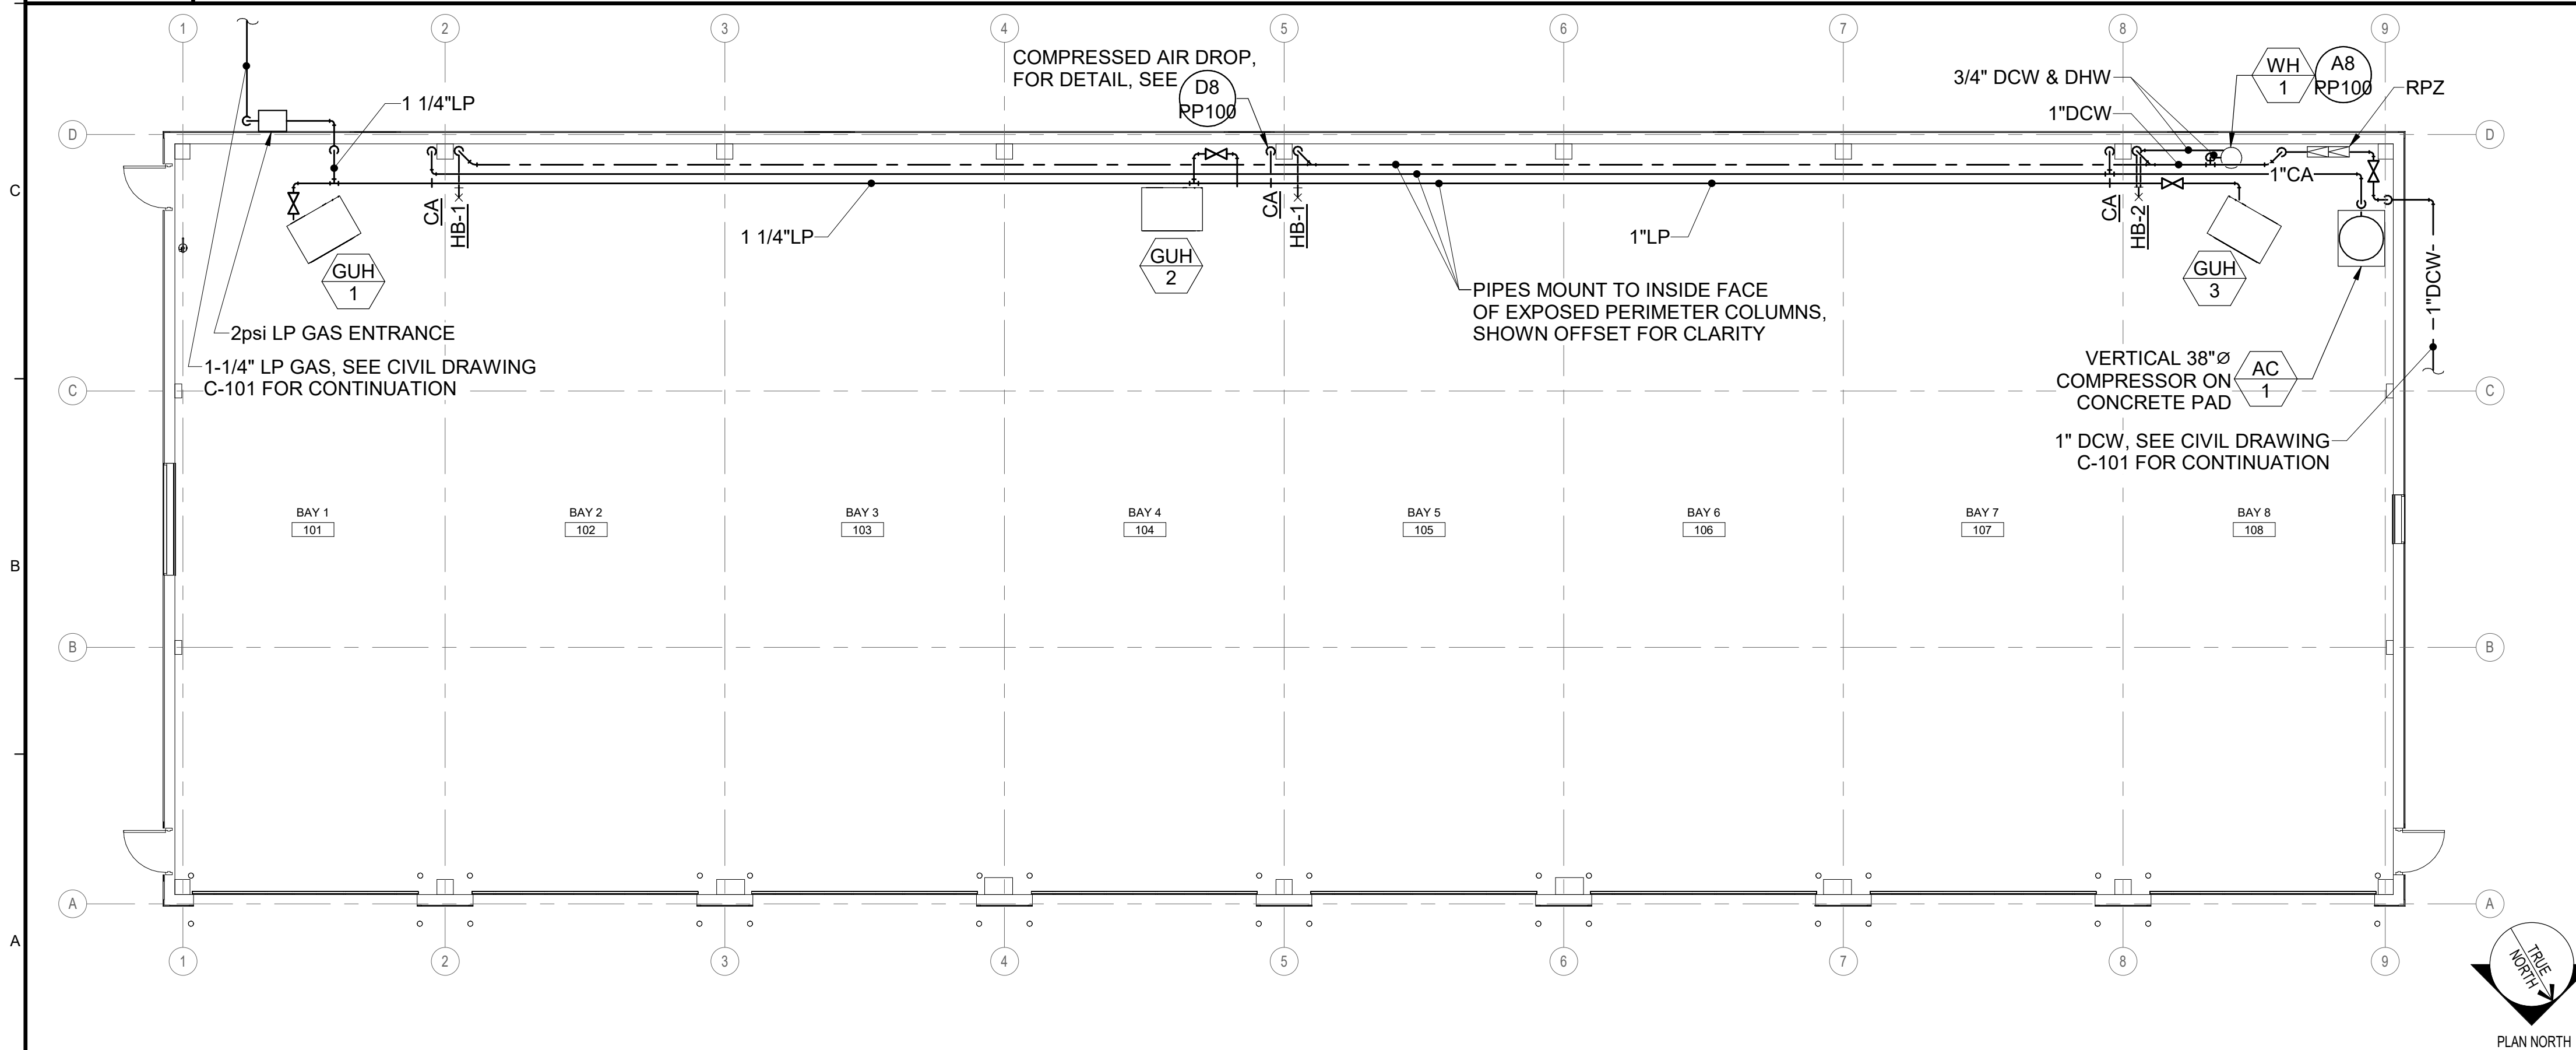 1 2 3 4 5 6 7 8 9
COMPRESSED AIR DROP,
FOR DETAIL, SEE
D8
PP100
3/4" DCW & DHW
WH
1
A8
PP100
RPZ
1 1/4"LP
1"DCW
D
D
C
1"CA
CA
HB-1
CA
HB-1
CA
HB-2
1 1/4"LP
1"LP
GUH
1
GUH
2
GUH
3
1"DCW
PIPES MOUNT TO INSIDE FACE
OF EXPOSED PERIMETER COLUMNS,
SHOWN OFFSET FOR CLARITY
2psi LP GAS ENTRANCE
1-1/4" LP GAS, SEE CIVIL DRAWING
C-101 FOR CONTINUATION
VERTICAL 38"Ø
COMPRESSOR ON
CONCRETE PAD
AC
1
C
C
1" DCW, SEE CIVIL DRAWING
C-101 FOR CONTINUATION
BAY 1
101
BAY 2
102
BAY 3
103
BAY 4
104
BAY 5
105
BAY 6
106
BAY 7
107
BAY 8
108
B
B
B
A
A
A
1 2 3 4 5 6 7 8 9
TRUE
NORTH
PLAN NORTH